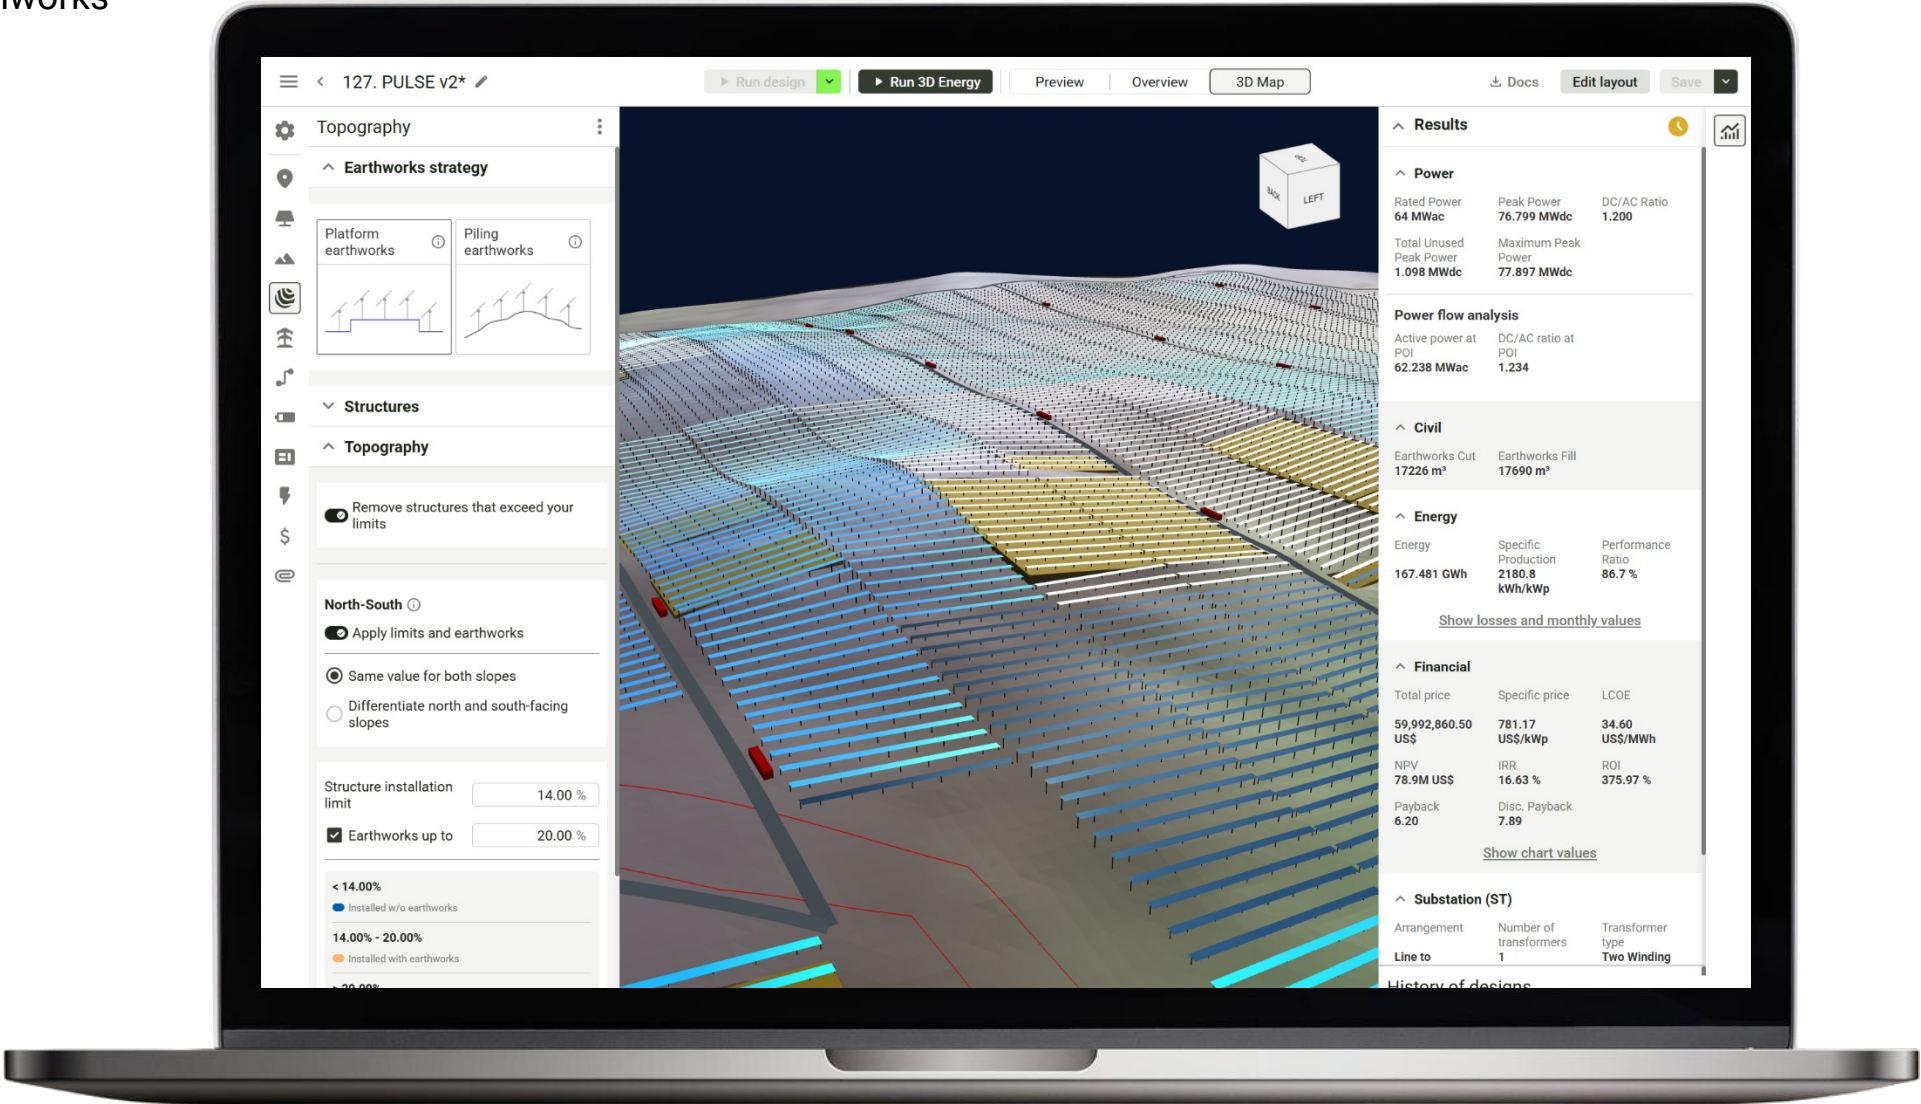 127. PULSE v2*
Run design
Run 3D Energy
Preview
Overview
3D Map
Docs
Edit layout
Save
Topography
Earthworks strategy
Platform
earthworks
Piling
earthworks
Structures
Topography
Remove structures that exceed your
limits
North-South
Apply limits and earthworks
Same value for both slopes
Differentiate north and south-facing
slopes
Structure installation
limit
14.00 %
Earthworks up to
20.00 %
< 14.00%
Installed w/o earthworks
14.00% - 20.00%
Installed with earthworks
> 20.00%
TOP
BACK
LEFT
Results
Power
Rated Power
64 MWac
Peak Power
76.799 MWdc
DC/AC Ratio
1.200
Total Unused
Peak Power
1.098 MWdc
Maximum Peak
Power
77.897 MWdc
Power flow analysis
Active power at
POI
62.238 MWac
DC/AC ratio at
POI
1.234
Civil
Earthworks Cut
17226 m³
Earthworks Fill
17690 m³
Energy
Energy
167.481 GWh
Specific
Production
2180.8
kWh/kWp
Performance
Ratio
86.7 %
Show losses and monthly values
Financial
Total price
59,992,860.50
US$
Specific price
781.17
US$/kWp
LCOE
34.60
US$/MWh
NPV
78.9M US$
IRR
16.63 %
ROI
375.97 %
Payback
6.20
Disc. Payback
7.89
Show chart values
Substation (ST)
Arrangement
Line to
Number of
transformers
1
Transformer
type
Two Winding
History of designs